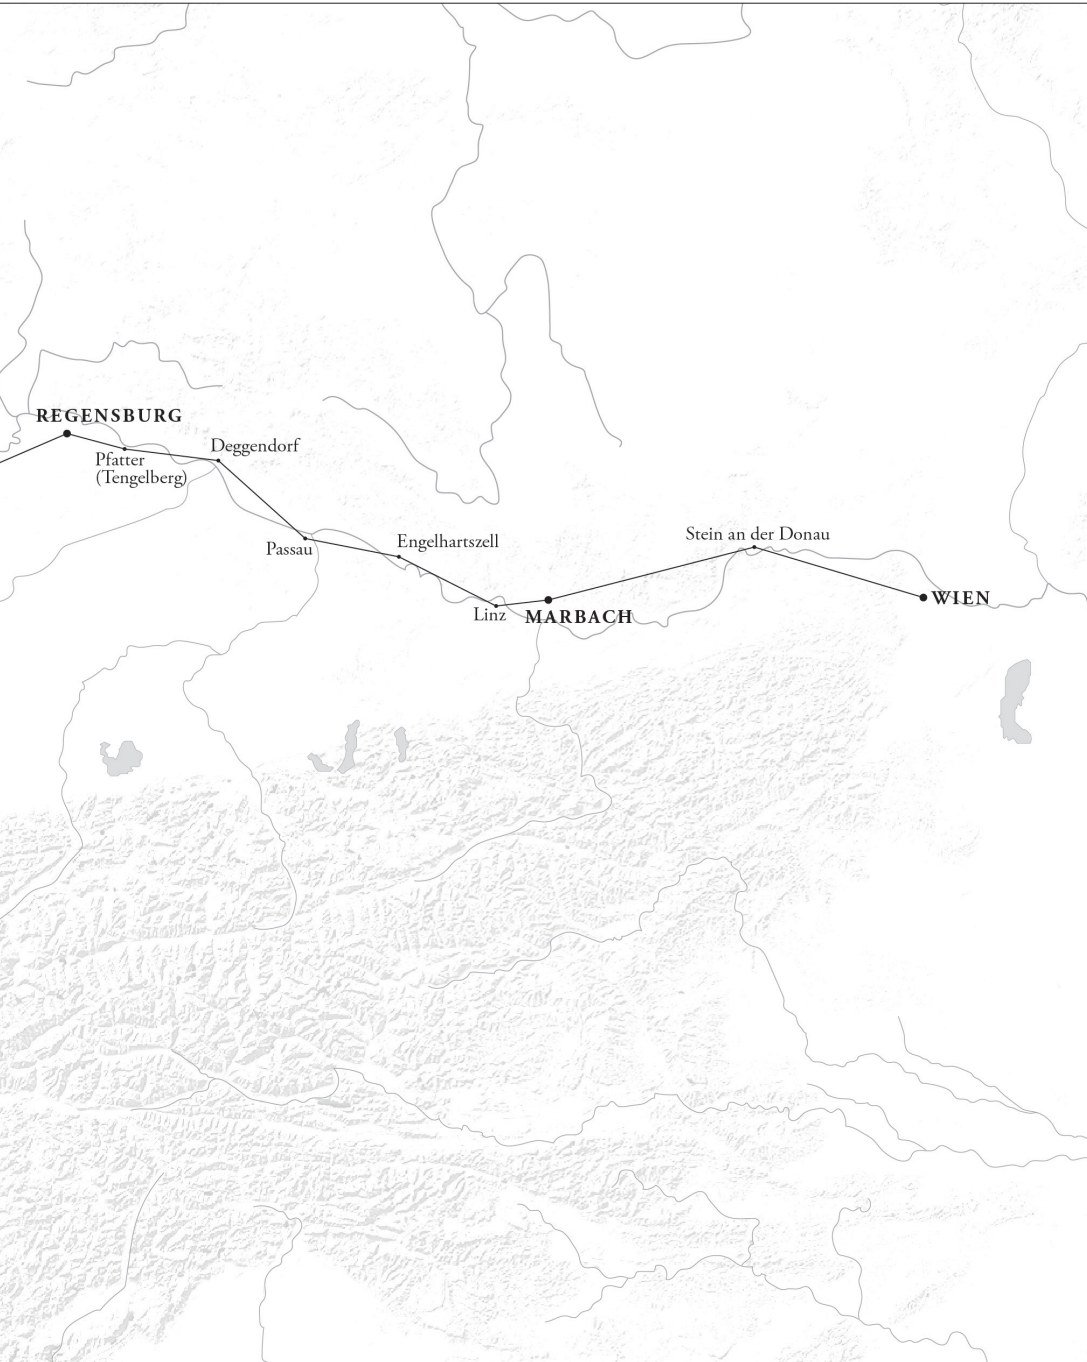 REGENSBURG
Pfatter
(Tengelberg)
Deggendorf
Passau
Engelhartszell
Linz
MARBACH
Stein an der Donau
WIEN